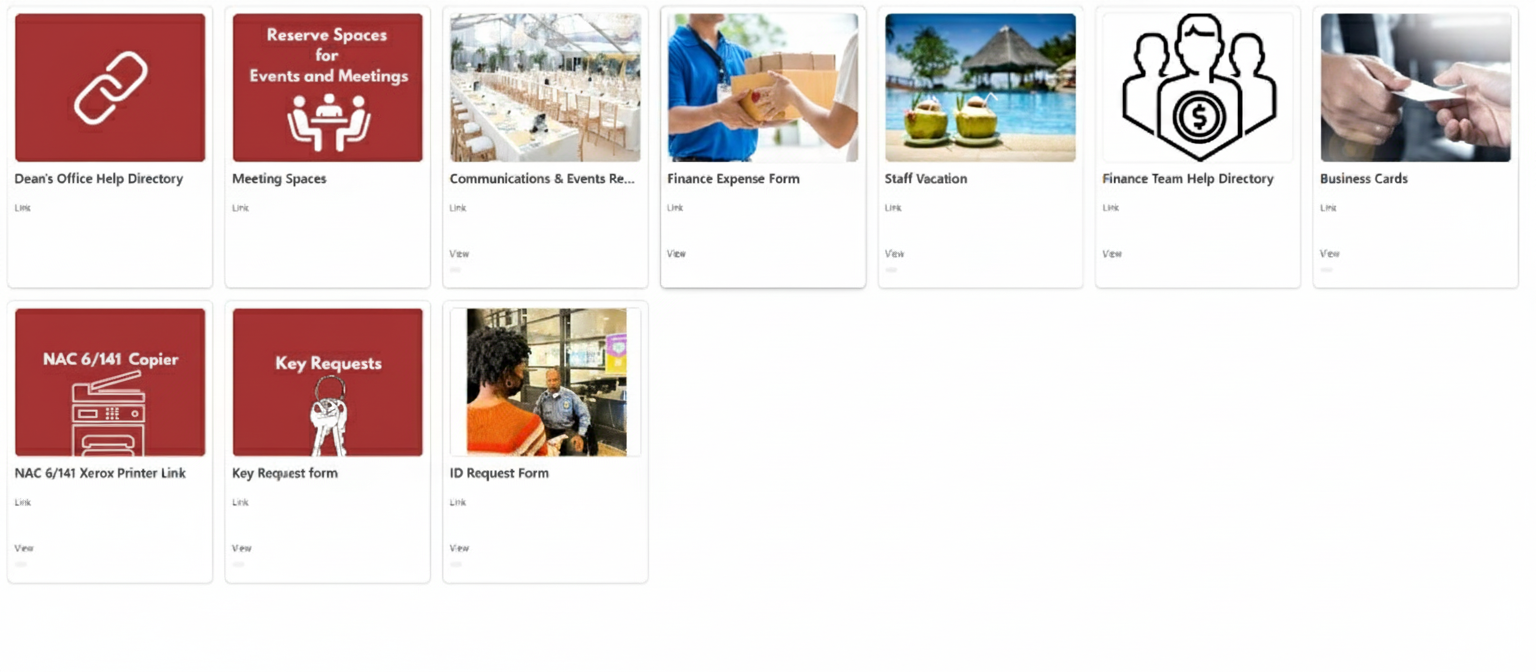 Reserve Spaces
for
Events and Meetings
Dean's Office Help Directory
Meeting Spaces
Communications & Events Re...
Finance Expense Form
Staff Vacation
Finance Team Help Directory
Business Cards
Link
Link
Link
Link
Link
Link
Link
View
View
View
View
View
NAC 6/141 Copier
Key Requests
NAC 6/141 Xerox Printer Link
Key Request form
ID Request Form
Link
Link
Link
View
View
View